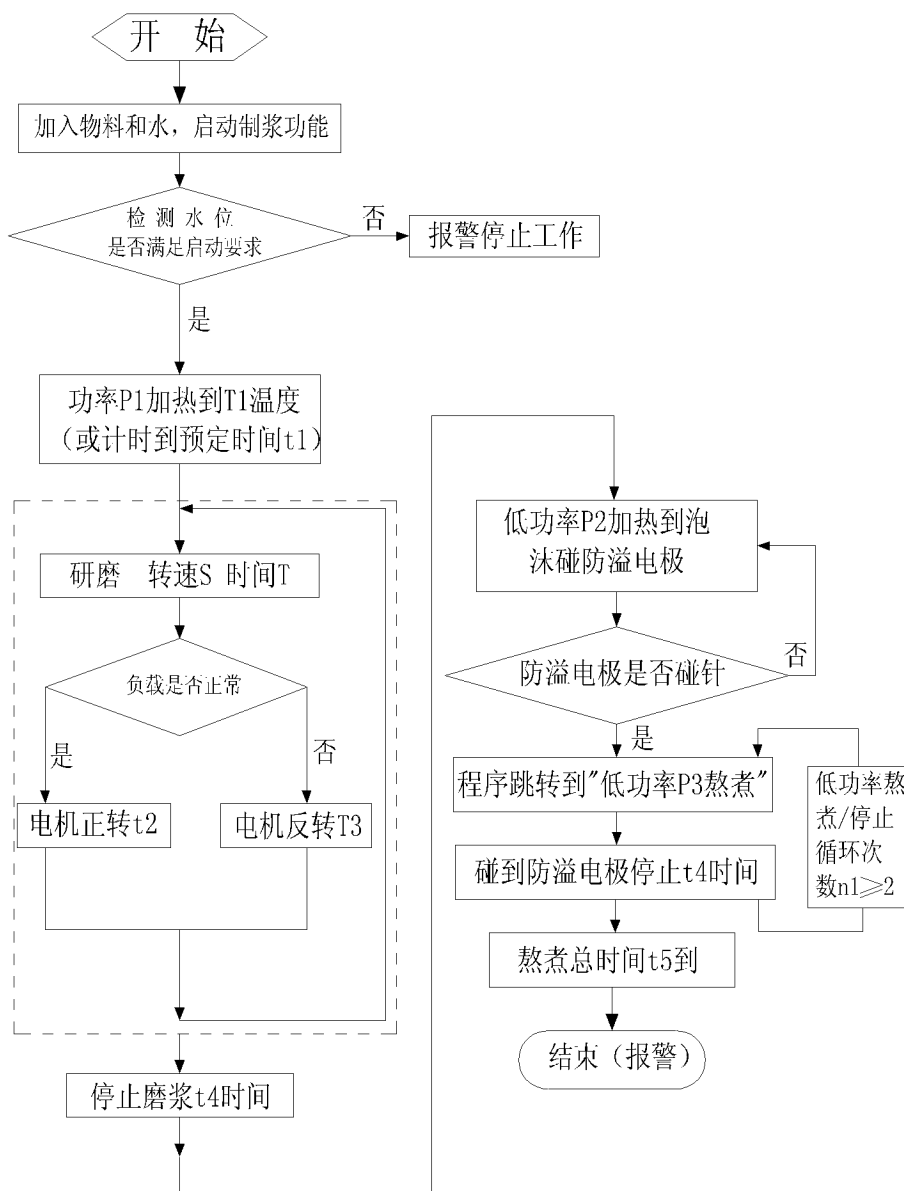 开 始
加入物料和水，启动制浆功能
检 测 水 位
是否满足启动要求
否
报警停止工作
是
功率P1加热到T1温度
（或计时到预定时间t1）
研磨 转速S 时间T
负载是否正常
是
否
电机正转t2
电机反转T3
停止磨浆t4时间
低功率P2加热到泡
沫碰防溢电极
防溢电极是否碰针
否
是
程序跳转到"低功率P3熬煮"
低功率熬
煮/停止
循环次
数n1≥2
碰到防溢电极停止t4时间
熬煮总时间t5到
结束（报警）